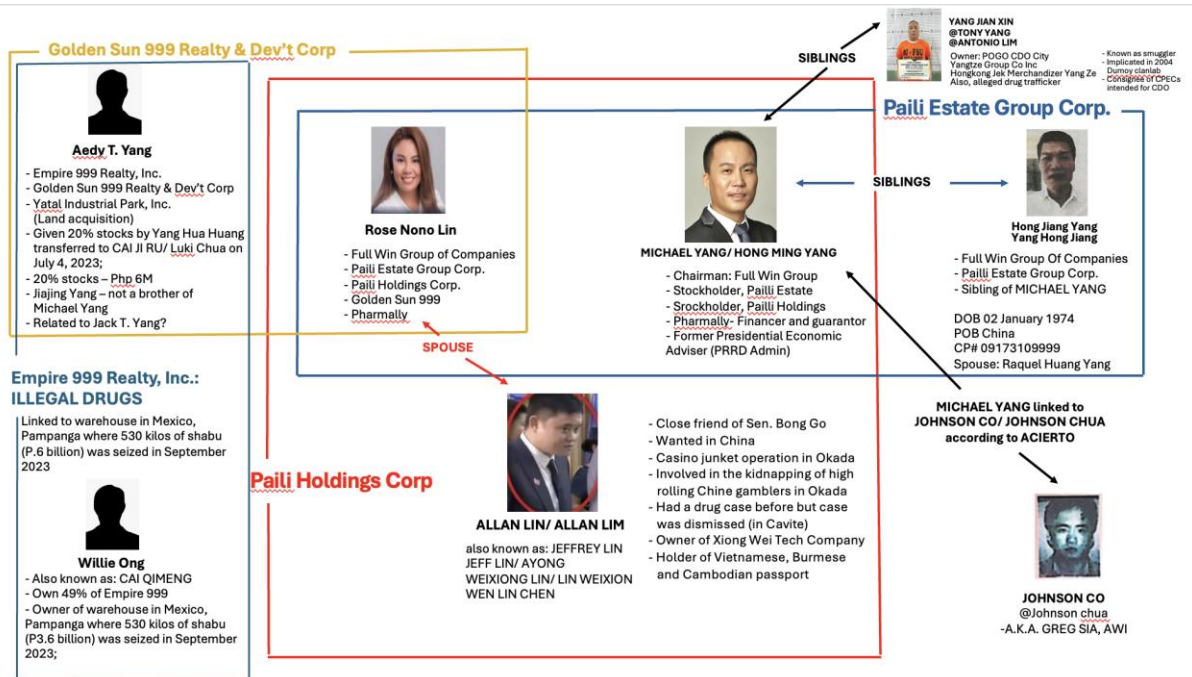 Golden Sun 999 Realty & Dev't Corp
Aedy T. Yang
- Empire 999 Realty, Inc.
- Golden Sun 999 Realty & Dev't Corp
- Yatal Industrial Park, Inc.
(Land acquisition)
- Given 20% stocks by Yang Hua Huang
transferred to CAI JI RU/ Luki Chua on
July 4, 2023;
- 20% stocks – Php 6M
- Jiajing Yang – not a brother of
Michael Yang
- Related to Jack T. Yang?
Empire 999 Realty, Inc.:
ILLEGAL DRUGS
Linked to warehouse in Mexico,
Pampanga where 530 kilos of shabu
(P.6 billion) was seized in September
2023
Willie Ong
- Also known as: CAI QIMENG
- Own 49% of Empire 999
- Owner of warehouse in Mexico,
Pampanga where 530 kilos of shabu
(P3.6 billion) was seized in September
2023;
Paili Holdings Corp
Rose Nono Lin
- Full Win Group of Companies
- Paili Estate Group Corp.
- Paili Holdings Corp.
- Golden Sun 999
- Pharmally
SPOUSE
ALLAN LIN/ ALLAN LIM
also known as: JEFFREY LIN
JEFF LIN/ AYONG
WEIXIONG LIN/ LIN WEIXION
WEN LIN CHEN
- Close friend of Sen. Bong Go
- Wanted in China
- Casino junket operation in Okada
- Involved in the kidnapping of high
rolling Chine gamblers in Okada
- Had a drug case before but case
was dismissed (in Cavite)
- Owner of Xiong Wei Tech Company
- Holder of Vietnamese, Burmese
and Cambodian passport
SIBLINGS
YANG JIAN XIN
@TONY YANG
@ANTONIO LIM
Owner: POGO CDO City
Yangtze Group Co Inc
Hongkong Jek Merchandizer Yang Ze
Also, alleged drug trafficker
- Known as smuggler
- Implicated in 2004
Dumoy clanlab
- Consignee of CPECs
intended for CDO
Paili Estate Group Corp.
MICHAEL YANG/ HONG MING YANG
- Chairman: Full Win Group
- Stockholder, Pailli Estate
- Srockholder, Pailli Holdings
- Pharmally- Financer and guarantor
- Former Presidential Economic
Adviser (PRRD Admin)
SIBLINGS
Hong Jiang Yang
Yang Hong Jiang
- Full Win Group Of Companies
- Pailli Estate Group Corp.
- Sibling of MICHAEL YANG
DOB 02 January 1974
POB China
CP# 09173109999
Spouse: Raquel Huang Yang
MICHAEL YANG linked to
JOHNSON CO/ JOHNSON CHUA
according to ACIERTO
JOHNSON CO
@Johnson chua
-A.K.A. GREG SIA, AWI